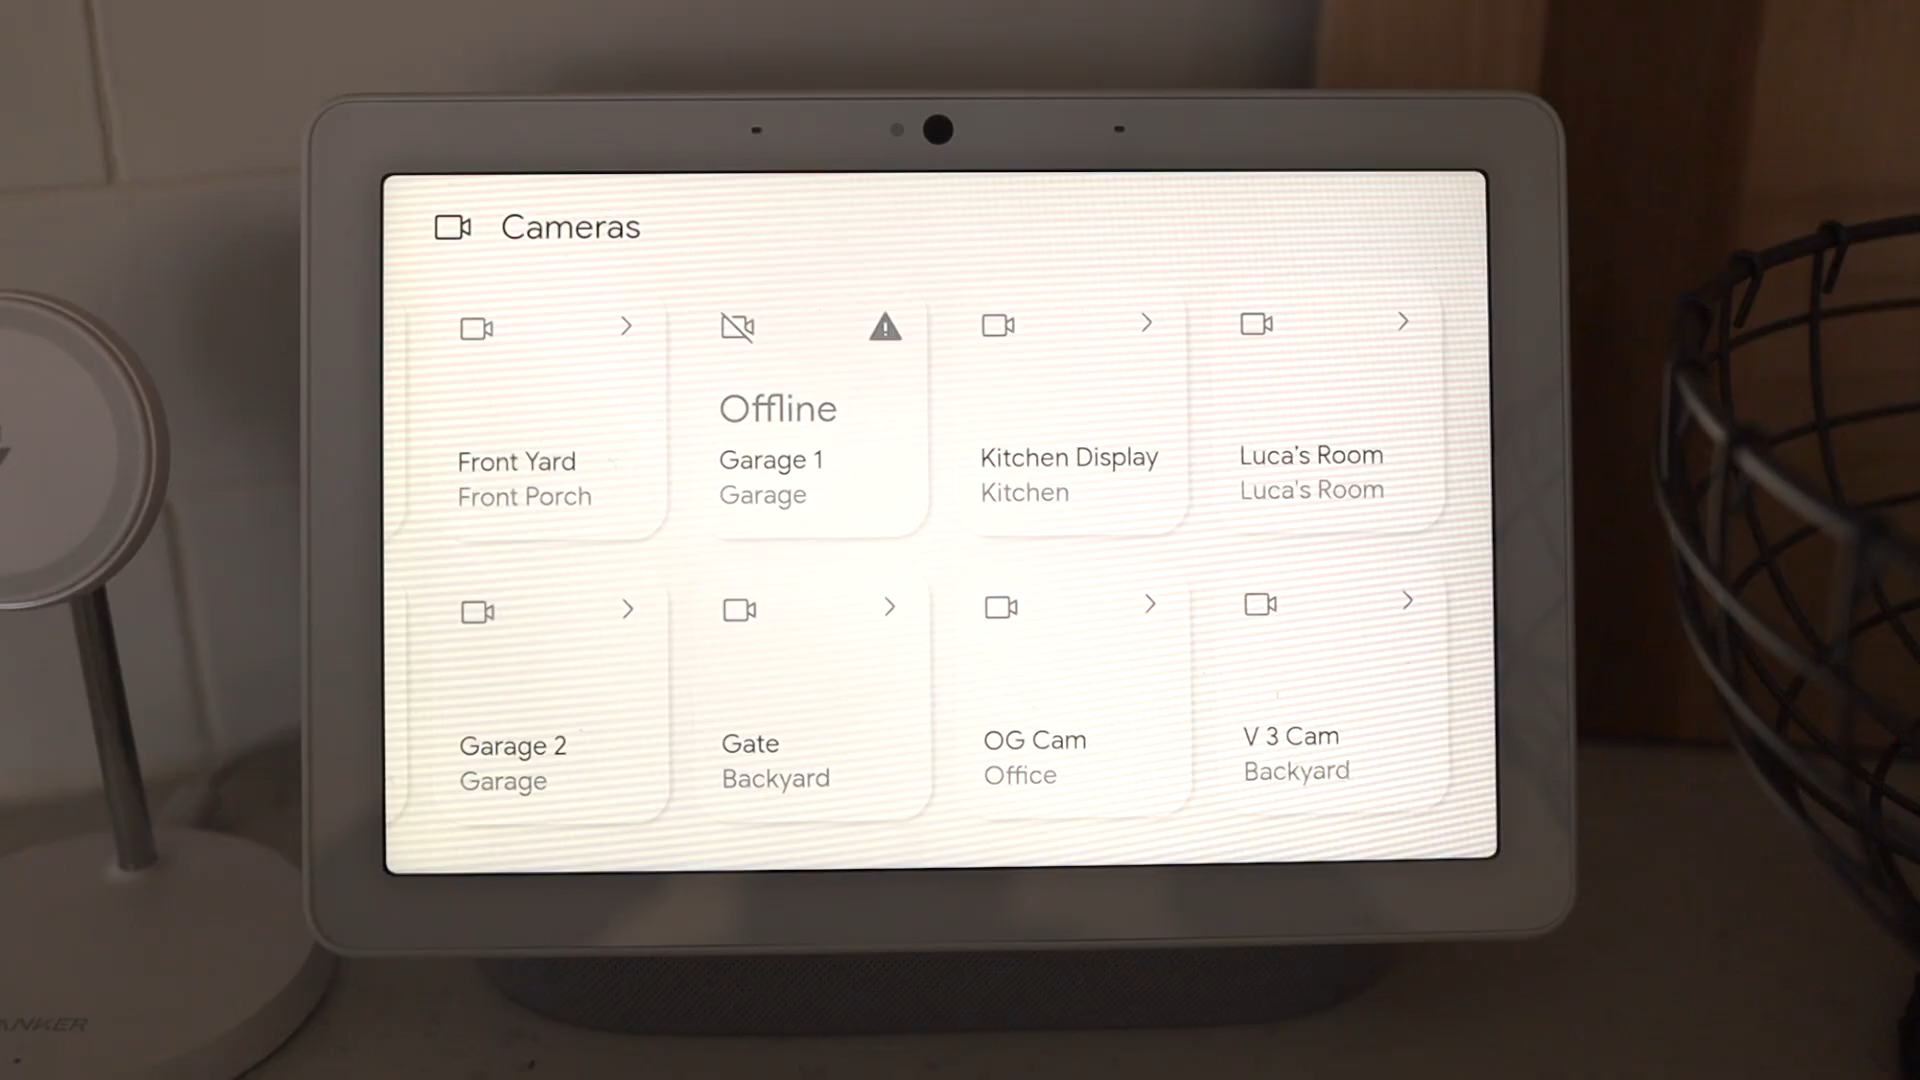 Cameras
Front Yard
Front Porch
Offline
Garage 1
Garage
Kitchen Display
Kitchen
Luca's Room
Luca's Room
Garage 2
Garage
Gate
Backyard
OG Cam
Office
V 3 Cam
Backyard
ANKER